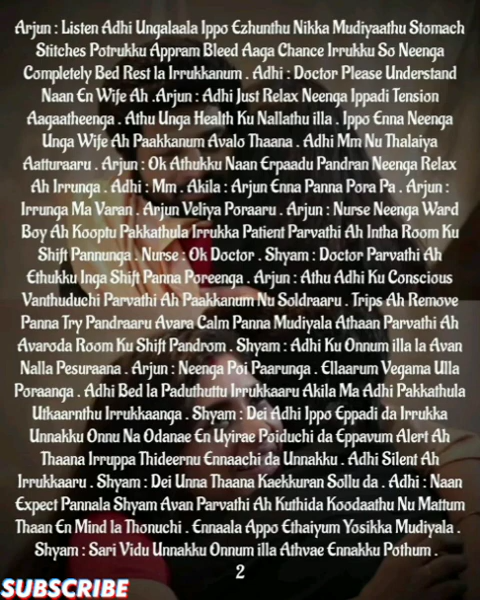 Arjun : Listen Adhi Ungalaala Ippo Ezhunthu Nikka Mudiyaathu Stomach
Stitches Potrukku Appram Bleed Aaga Chance Irrukku So Neenga
Completely Bed Rest la Irrukkanum . Adhi : Doctor Please Understand
Naan En Wife Ah .Arjun : Adhi Just Relax Neenga Ippadi Tension
Aagaatheenga . Athu Unga Health Ku Nallathu illa . Ippo Enna Neenga
Unga Wife Ah Paakkanum Avalo Thaana . Adhi Mm Nu Thalaiya
Aatturaaru . Arjun : Ok Athukku Naan Erpaadu Pandran Neenga Relax
Ah Irrunga . Adhi : Mm . Akila : Arjun Enna Panna Pora Pa . Arjun :
Irrunga Ma Varan . Arjun Veliya Poraaru . Arjun : Nurse Neenga Ward
Boy Ah Kooptu Pakkathula Irrukka Patient Parvathi Ah Intha Room Ku
Shift Pannunga . Nurse : Ok Doctor . Shyam : Doctor Parvathi Ah
Ethukku Inga Shift Panna Poreenga . Arjun : Athu Adhi Ku Conscious
Vanthuduchi Parvathi Ah Paakkanum Nu Soldraaru . Trips Ah Remove
Panna Try Pandraaru Avara Calm Panna Mudiyala Athaan Parvathi Ah
Avaroda Room Ku Shift Pandrom . Shyam : Adhi Ku Onnum illa la Avan
Nalla Pesuraana . Arjun : Neenga Poi Paarunga . Ellaarum Vegama Ulla
Poraanga . Adhi Bed la Paduthuttu Irrukkaaru Akila Ma Adhi Pakkathula
Utkaarnthu Irrukkaanga . Shyam : Dei Adhi Ippo Eppadi da Irrukka
Unnakku Onnu Na Odanae En Uyirae Poiduchi da Eppavum Alert Ah
Thaana Irruppa Thideernu Ennaachi da Unnakku . Adhi Silent Ah
Irrukkaaru . Shyam : Dei Unna Thaana Kaekkuran Sollu da . Adhi : Naan
Expect Pannala Shyam Avan Parvathi Ah Kuthida Koodaathu Nu Mattum
Thaan En Mind la Thonuchi . Ennaala Appo Ethaiyum Yosikka Mudiyala .
Shyam : Sari Vidu Unnakku Onnum illa Athvae Ennakku Pothum .
2
SUBSCRIBE